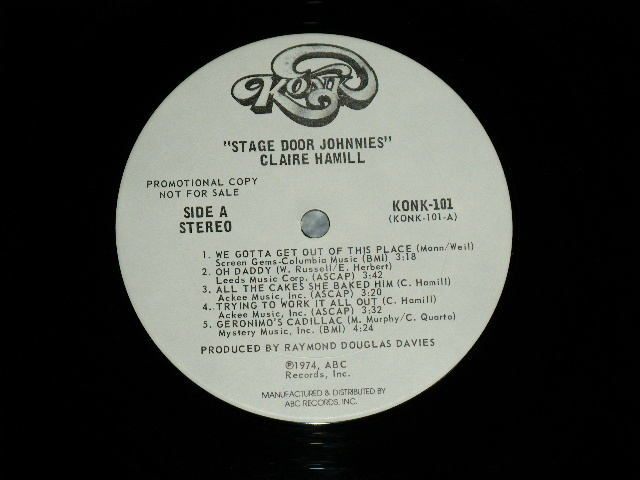 Konk
"STAGE DOOR JOHNNIES"
CLAIRE HAMILL
PROMOTIONAL COPY
NOT FOR SALE
SIDE A
STEREO
KONK-101
(KONK-101-A)
1. WE GOTTA GET OUT OF THIS PLACE (Mann/Weil)
Screen Gems-Columbia Music (BMI) 3:18
2. OH DADDY (W. Russell/E. Herbert)
Leeds Music Corp. (ASCAP) 3:42
3. ALL THE CAKES SHE BAKED HIM (C. Hamill)
Ackee Music, Inc. (ASCAP) 3:20
4. TRYING TO WORK IT ALL OUT (C. Hamill)
Ackee Music, Inc. (ASCAP) 3:32
5. GERONIMO'S CADILLAC (M. Murphy/C. Quarto)
Mystery Music, Inc. (BMI) 4:24
PRODUCED BY RAYMOND DOUGLAS DAVIES
℗1974, ABC
Records, Inc.
MANUFACTURED & DISTRIBUTED BY
ABC RECORDS, INC.